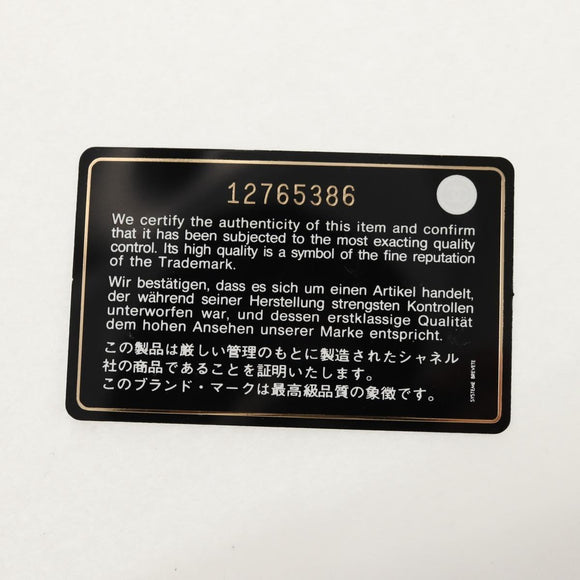 12765386
We certify the authenticity of this item and confirm
that it has been subjected to the most exacting quality
control. Its high quality is a symbol of the fine reputation
of the Trademark.
Wir bestätigen, dass es sich um einen Artikel handelt,
der während seiner Herstellung strengsten Kontrollen
unterworfen war, und dessen erstklassige Qualität
dem hohen Ansehen unserer Marke entspricht.
この製品は厳しい管理のもとに製造されたシャネル
社の商品であることを証明いたします。
このブランド・マークは最高級品質の象徴です。
SYSTEME BREVETE